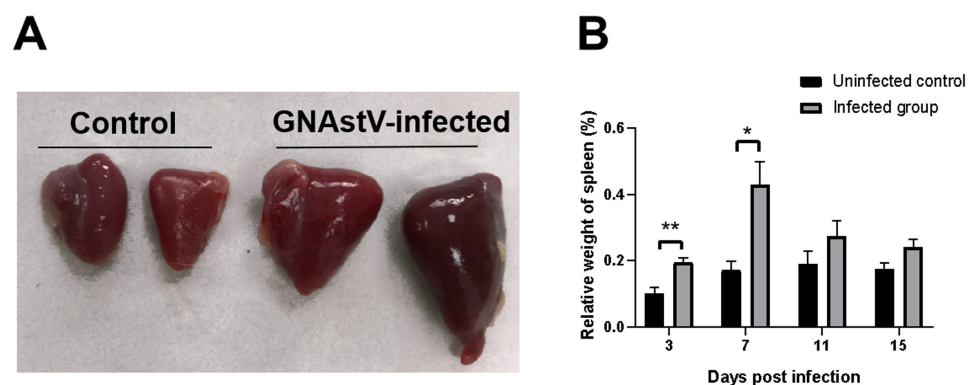 A
Control
GNAstV-infected
B
Uninfected control
Infected group
Relative weight of spleen (%)
0.6
0.4
0.2
0.0
**
*
3
7
11
15
Days post infection